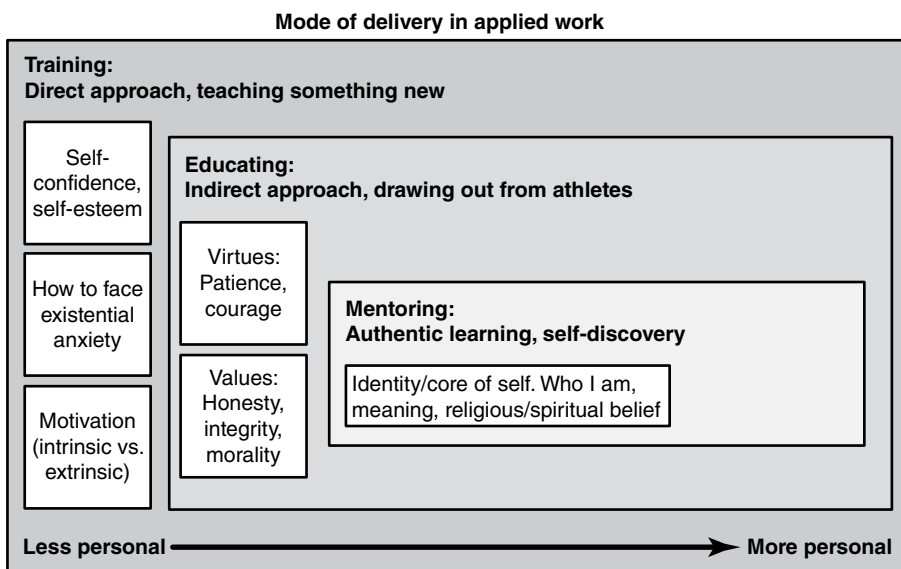 Mode of delivery in applied work
Training:
Direct approach, teaching something new
Self-
confidence,
self-esteem
How to face
existential
anxiety
Motivation
(intrinsic vs.
extrinsic)
Educating:
Indirect approach, drawing out from athletes
Virtues:
Patience,
courage
Values:
Honesty,
integrity,
morality
Mentoring:
Authentic learning, self-discovery
Identity/core of self. Who I am,
meaning, religious/spiritual belief
Less personal
More personal